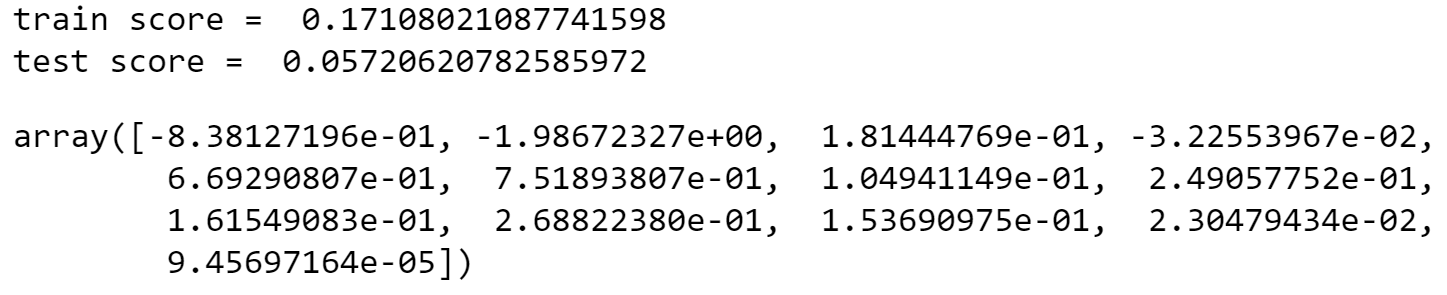 train score =  0.17108021087741598
test score =  0.05720620782585972
array([-8.38127196e-01, -1.98672327e+00,  1.81444769e-01, -3.22553967e-02,
        6.69290807e-01,  7.51893807e-01,  1.04941149e-01,  2.49057752e-01,
        1.61549083e-01,  2.68822380e-01,  1.53690975e-01,  2.30479434e-02,
        9.45697164e-05])